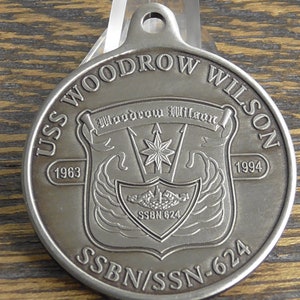 USS WOODROW WILSON
Woodrow Wilson
1963
1994
SSBN 624
SSBN/SSN-624